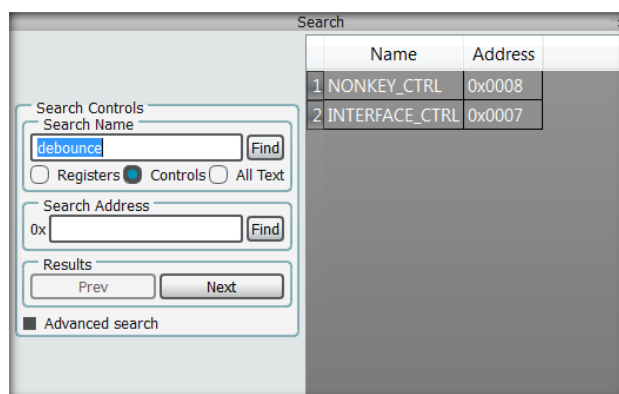 Search
Name Address
1 NONKEY_CTRL 0x0008
2 INTERFACE_CTRL 0x0007
Search Controls
Search Name
debounce Find
Registers Controls All Text
Search Address
0x Find
Results
Prev Next
Advanced search